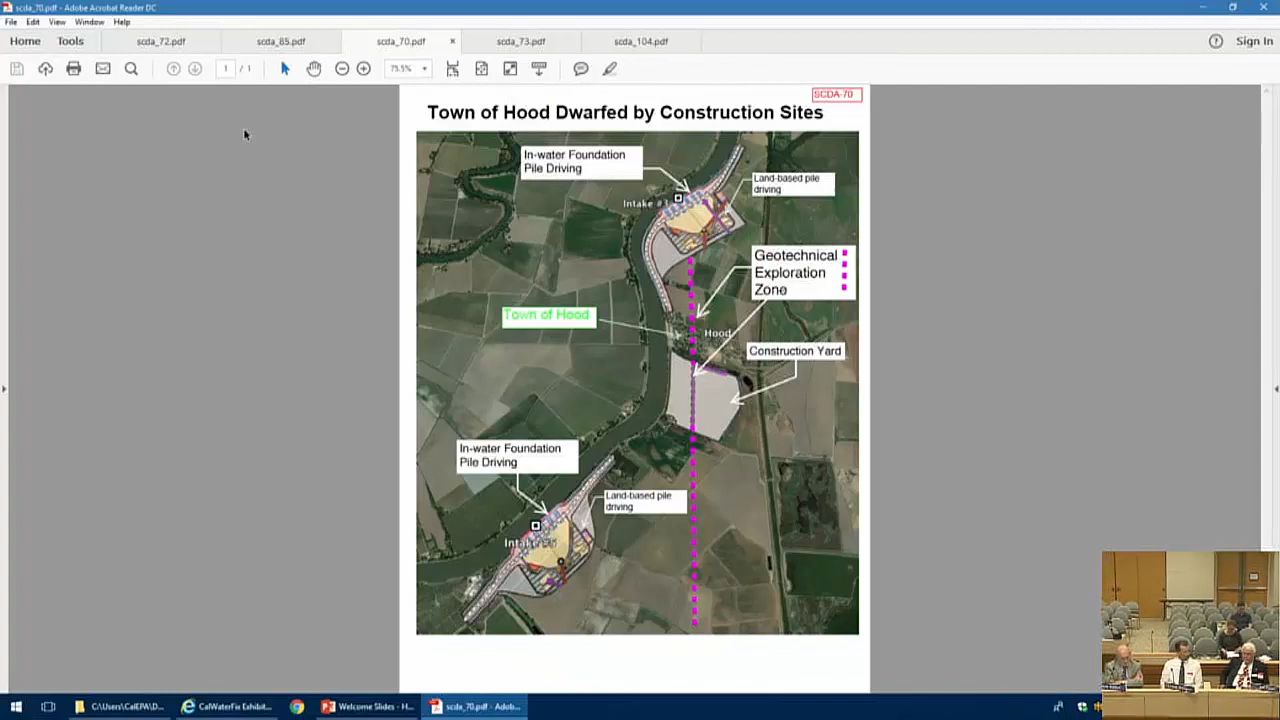 scda_70.pdf - Adobe Acrobat Reader DC
File Edit View Window Help
Home Tools scda_72.pdf scda_85.pdf scda_70.pdf × scda_73.pdf scda_104.pdf Sign In
1 / 1 75.5%
SCDA-70
Town of Hood Dwarfed by Construction Sites
In-water Foundation
Pile Driving
Land-based pile
driving
Intake #3
Geotechnical
Exploration
Zone
Town of Hood
Hood
Construction Yard
In-water Foundation
Pile Driving
Land-based pile
driving
Intake
C:\Users\CalEPA\D...
CalWaterFix Exhibit...
Welcome Slides - H...
scda_70.pdf - Adob...